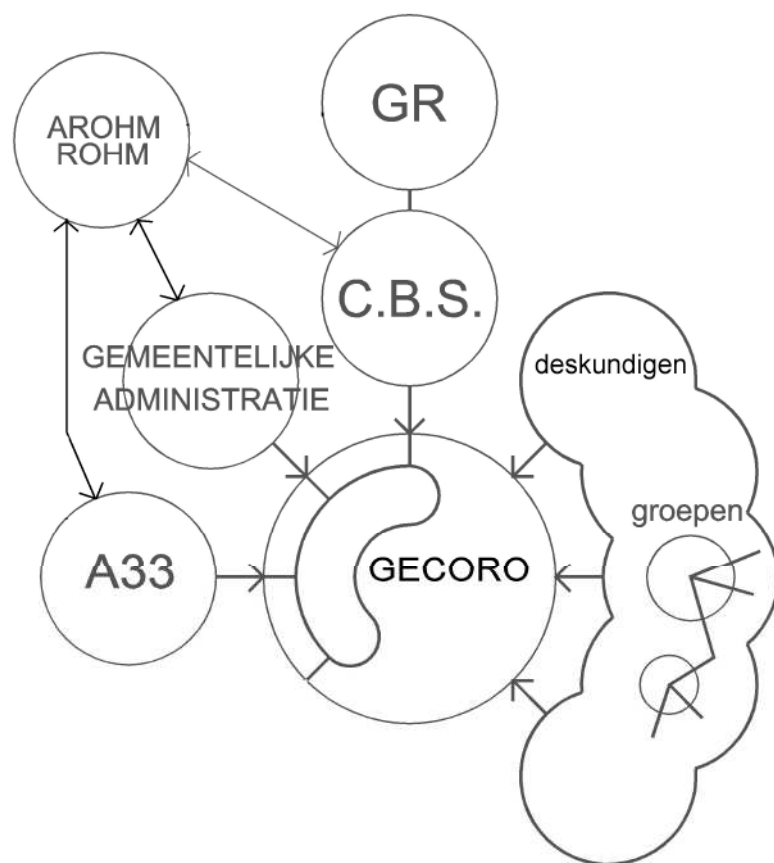 GR
AROHM
ROHM
C.B.S.
GEMEENTELIJKE
ADMINISTRATIE
deskundigen
groepen
A33
GECORO